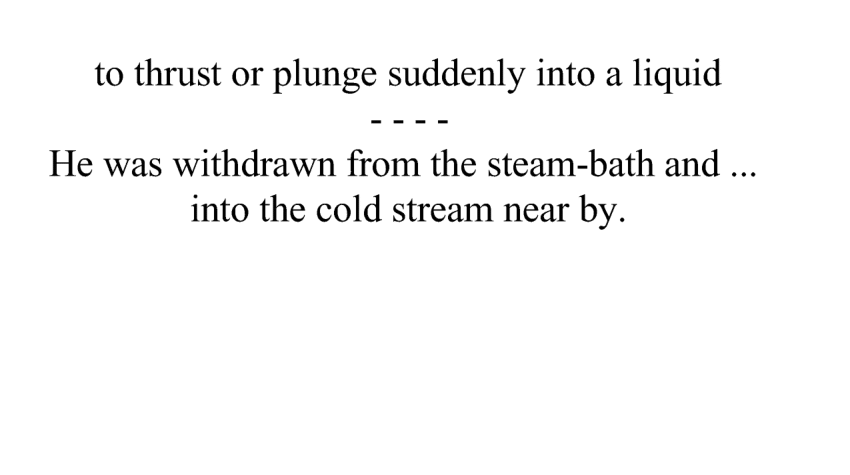 to thrust or plunge suddenly into a liquid
- - - -
He was withdrawn from the steam-bath and ...
into the cold stream near by.